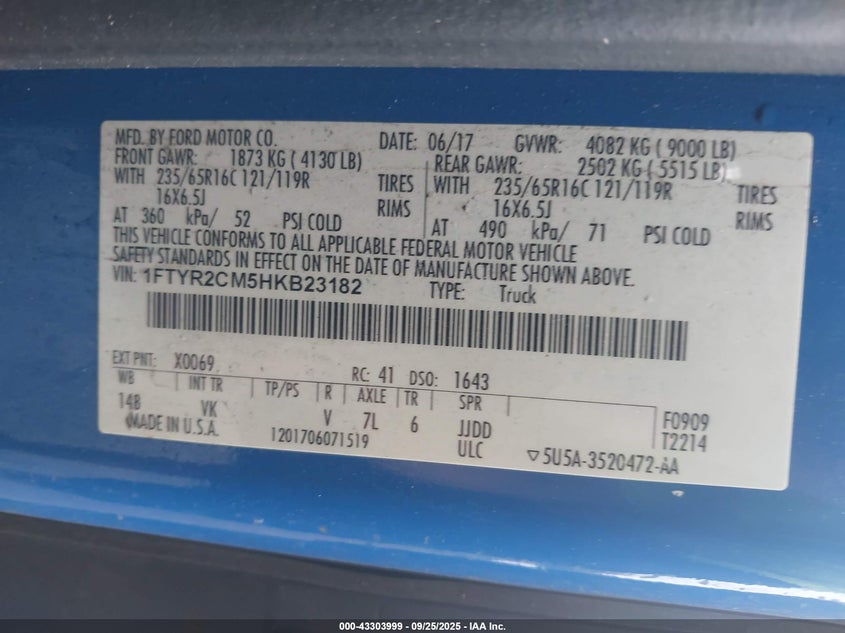 MFD. BY FORD MOTOR CO. DATE: 06/17 GVWR: 4082 KG ( 9000 LB)
FRONT GAWR: 1873 KG ( 4130 LB) REAR GAWR: 2502 KG ( 5515 LB)
WITH 235/65R16C 121/119R TIRES WITH 235/65R16C 121/119R TIRES
16X6.5J RIMS 16X6.5J RIMS
AT 360 kPa/ 52 PSI COLD AT 490 kPa/ 71 PSI COLD
THIS VEHICLE CONFORMS TO ALL APPLICABLE FEDERAL MOTOR VEHICLE
SAFETY STANDARDS IN EFFECT ON THE DATE OF MANUFACTURE SHOWN ABOVE.
VIN: 1FTYR2CM5HKB23182 TYPE: Truck
EXT PNT: X0069 RC: 41 DSO: 1643
WB INT TR TP/PS R AXLE TR SPR
148 VK V 7L 6 JJDD F0909
MADE IN U.S.A. 1201706071519 ULC T2214
▽5U5A-3520472-AA
000-43303999 - 09/25/2025 - IAA Inc.